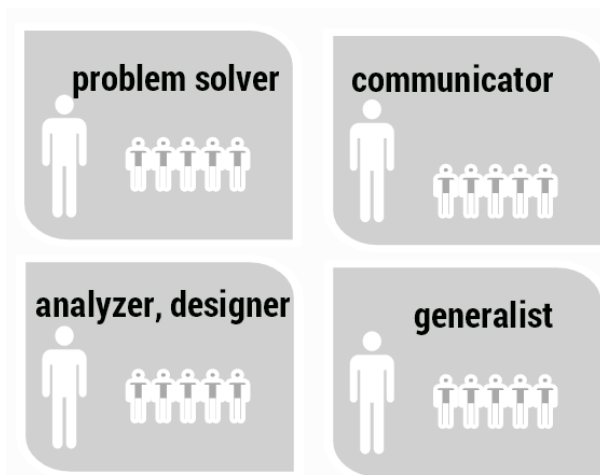 problem solver
communicator
analyzer, designer
generalist